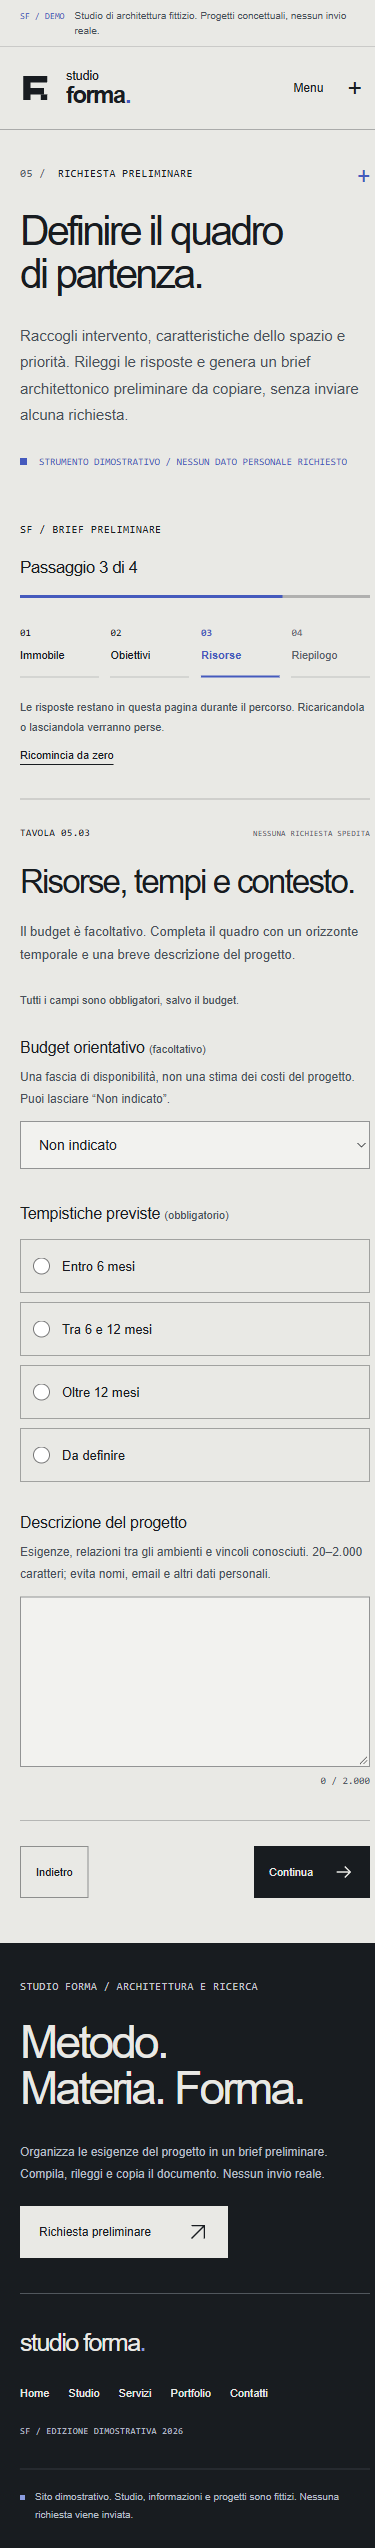 SF / DEMO Studio di architettura fittizio. Progetti concettuali, nessun invio
reale.
studio
forma.
Menu +
05 / RICHIESTA PRELIMINARE +
Definire il quadro
di partenza.
Raccogli intervento, caratteristiche dello spazio e
priorità. Rileggi le risposte e genera un brief
architettonico preliminare da copiare, senza inviare
alcuna richiesta.
STRUMENTO DIMOSTRATIVO / NESSUN DATO PERSONALE RICHIESTO
SF / BRIEF PRELIMINARE
Passaggio 3 di 4
01 02 03 04
Immobile Obiettivi Risorse Riepilogo
Le risposte restano in questa pagina durante il percorso. Ricaricandola
o lasciandola verranno perse.
Ricomincia da zero
TAVOLA 05.03 NESSUNA RICHIESTA SPEDITA
Risorse, tempi e contesto.
Il budget è facoltativo. Completa il quadro con un orizzonte
temporale e una breve descrizione del progetto.
Tutti i campi sono obbligatori, salvo il budget.
Budget orientativo (facoltativo)
Una fascia di disponibilità, non una stima dei costi del progetto.
Puoi lasciare “Non indicato”.
Non indicato
Tempistiche previste (obbligatorio)
Entro 6 mesi
Tra 6 e 12 mesi
Oltre 12 mesi
Da definire
Descrizione del progetto
Esigenze, relazioni tra gli ambienti e vincoli conosciuti. 20–2.000
caratteri; evita nomi, email e altri dati personali.
0 / 2.000
Indietro Continua
STUDIO FORMA / ARCHITETTURA E RICERCA
Metodo.
Materia. Forma.
Organizza le esigenze del progetto in un brief preliminare.
Compila, rileggi e copia il documento. Nessun invio reale.
Richiesta preliminare
studio forma.
Home Studio Servizi Portfolio Contatti
SF / EDIZIONE DIMOSTRATIVA 2026
Sito dimostrativo. Studio, informazioni e progetti sono fittizi. Nessuna
richiesta viene inviata.